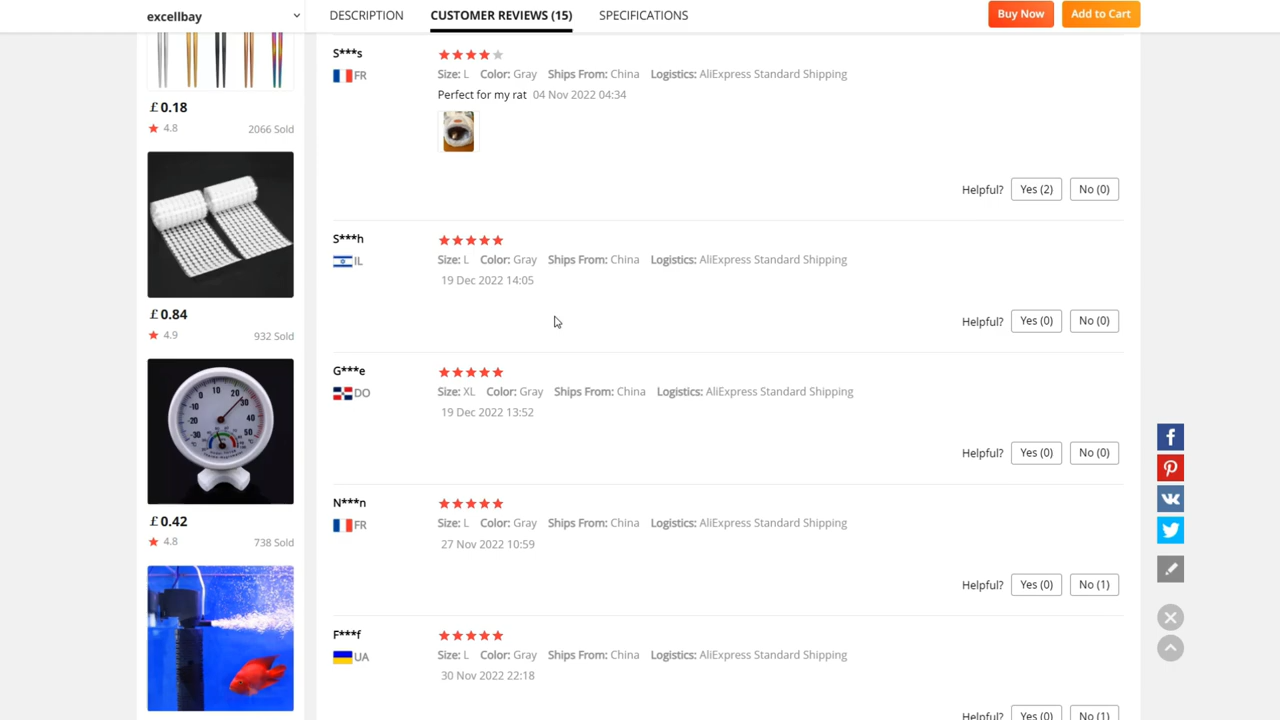 excellbay
DESCRIPTION
CUSTOMER REVIEWS (15)
SPECIFICATIONS
Buy Now
Add to Cart
£0.18
4.8
2066 Sold
£0.84
4.9
932 Sold
£0.42
4.8
738 Sold
S***s
FR
Size: L Color: Gray Ships From: China Logistics: AliExpress Standard Shipping
Perfect for my rat 04 Nov 2022 04:34
Helpful? Yes (2) No (0)
S***h
IL
Size: L Color: Gray Ships From: China Logistics: AliExpress Standard Shipping
19 Dec 2022 14:05
Helpful? Yes (0) No (0)
G***e
DO
Size: XL Color: Gray Ships From: China Logistics: AliExpress Standard Shipping
19 Dec 2022 13:52
Helpful? Yes (0) No (0)
N***n
FR
Size: L Color: Gray Ships From: China Logistics: AliExpress Standard Shipping
27 Nov 2022 10:59
Helpful? Yes (0) No (1)
F***f
UA
Size: L Color: Gray Ships From: China Logistics: AliExpress Standard Shipping
30 Nov 2022 22:18
Helpful? Yes (0) No (1)